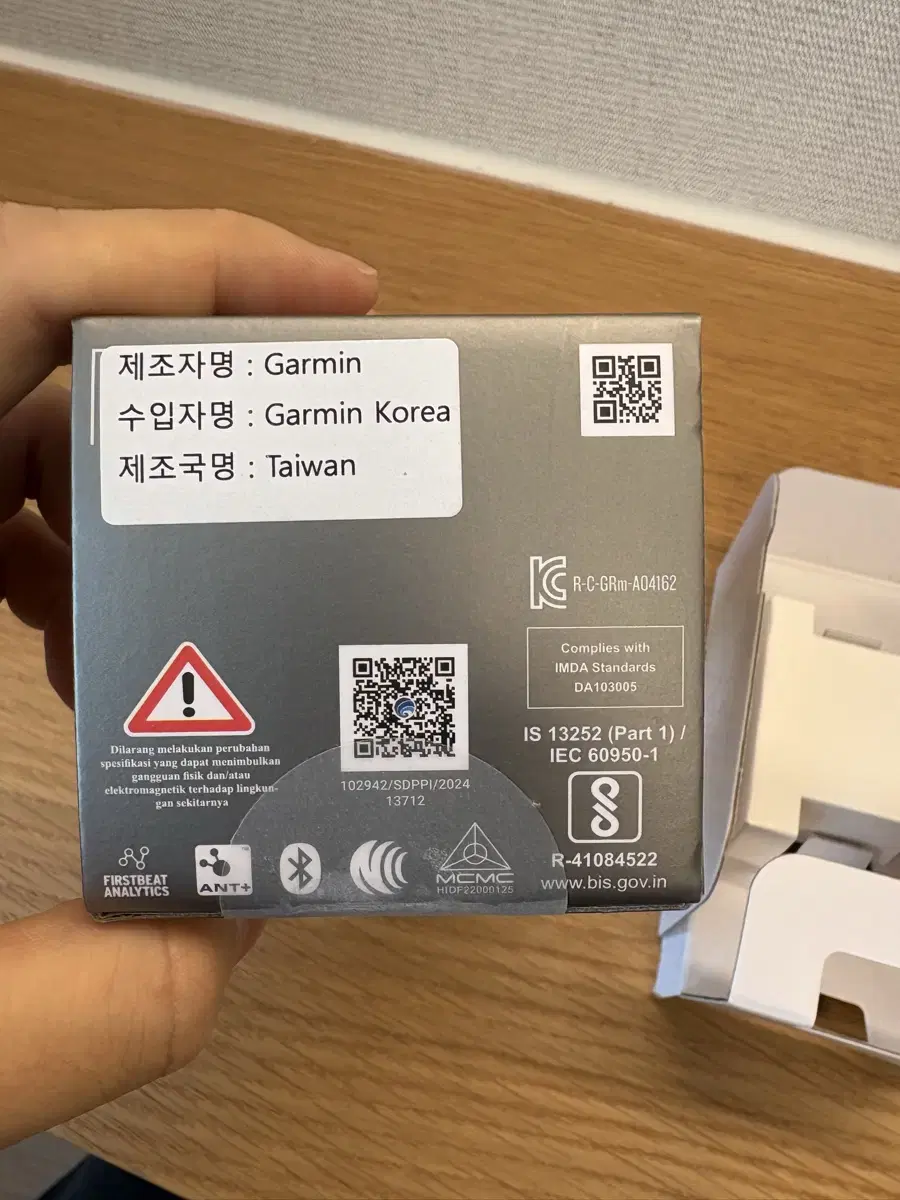 제조자명 : Garmin
수입자명 : Garmin Korea
제조국명 : Taiwan
R-C-GRm-A04162
Complies with
IMDA Standards
DA103005
IS 13252 (Part 1) /
IEC 60950-1
R-41084522
www.bis.gov.in
Dilarang melakukan perubahan
spesifikasi yang dapat menimbulkan
gangguan fisik dan/atau
elektromagnetik terhadap lingkun-
gan sekitarnya
102942/SDPPI/2024
13712
FIRSTBEAT
ANALYTICS
ANT+
MCMC
HIDF22000125